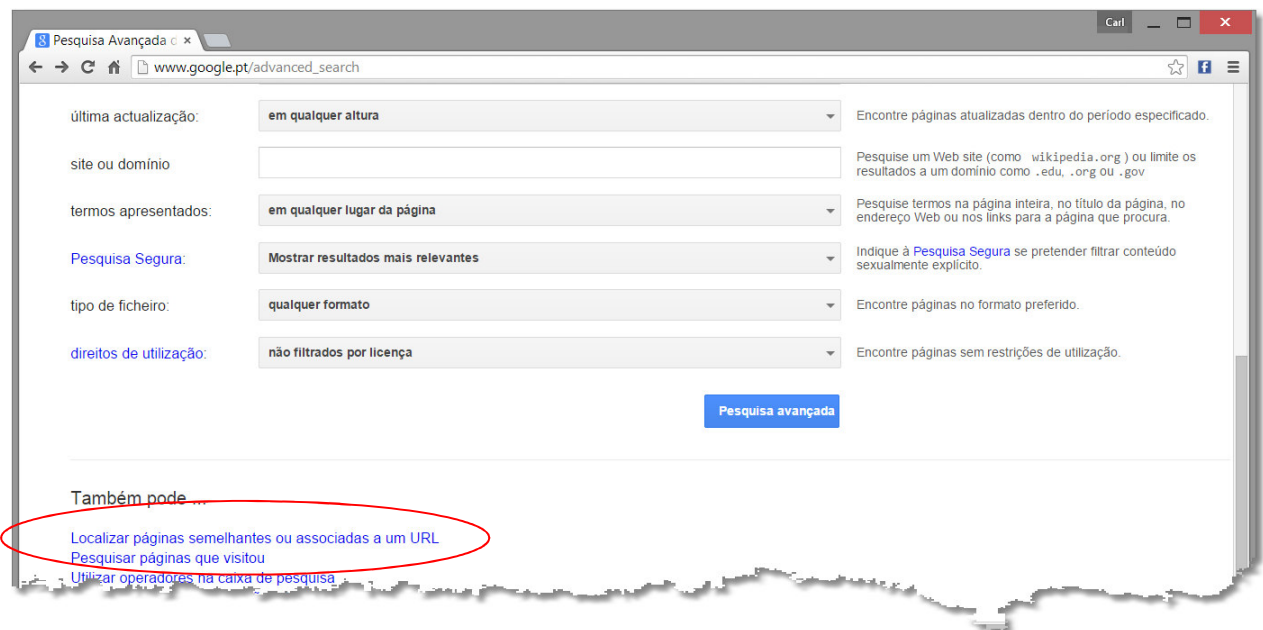 Carl
Pesquisa Avançada d
www.google.pt/advanced_search
última actualização:
em qualquer altura
Encontre páginas atualizadas dentro do período especificado.
site ou domínio
Pesquise um Web site (como wikipedia.org ) ou limite os
resultados a um domínio como .edu, .org ou .gov
termos apresentados:
em qualquer lugar da página
Pesquise termos na página inteira, no título da página, no
endereço Web ou nos links para a página que procura.
Pesquisa Segura:
Mostrar resultados mais relevantes
Indique à Pesquisa Segura se pretender filtrar conteúdo
sexualmente explícito.
tipo de ficheiro:
qualquer formato
Encontre páginas no formato preferido.
direitos de utilização:
não filtrados por licença
Encontre páginas sem restrições de utilização.
Pesquisa avançada
Também pode ...
Localizar páginas semelhantes ou associadas a um URL
Pesquisar páginas que visitou
Utilizar operadores na caixa de pesquisa